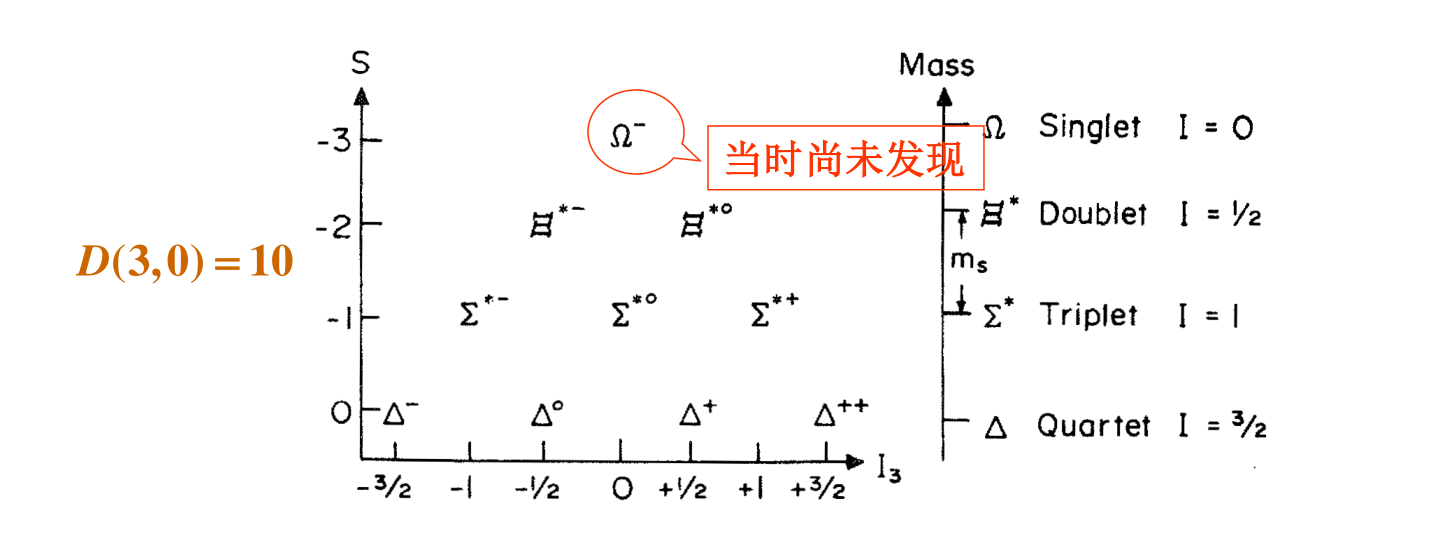 S
Mass
-3
Ω⁻
当时尚未发现
Ω Singlet I = 0
-2
Ξ*⁻
Ξ*⁰
Ξ* Doublet I = ½
D(3,0) = 10
mₛ
-1
Σ*⁻
Σ*⁰
Σ*⁺
Σ* Triplet I = 1
0
Δ⁻
Δ⁰
Δ⁺
Δ⁺⁺
Δ Quartet I = 3/2
-3/2 -1 -1/2 0 +1/2 +1 +3/2
I₃